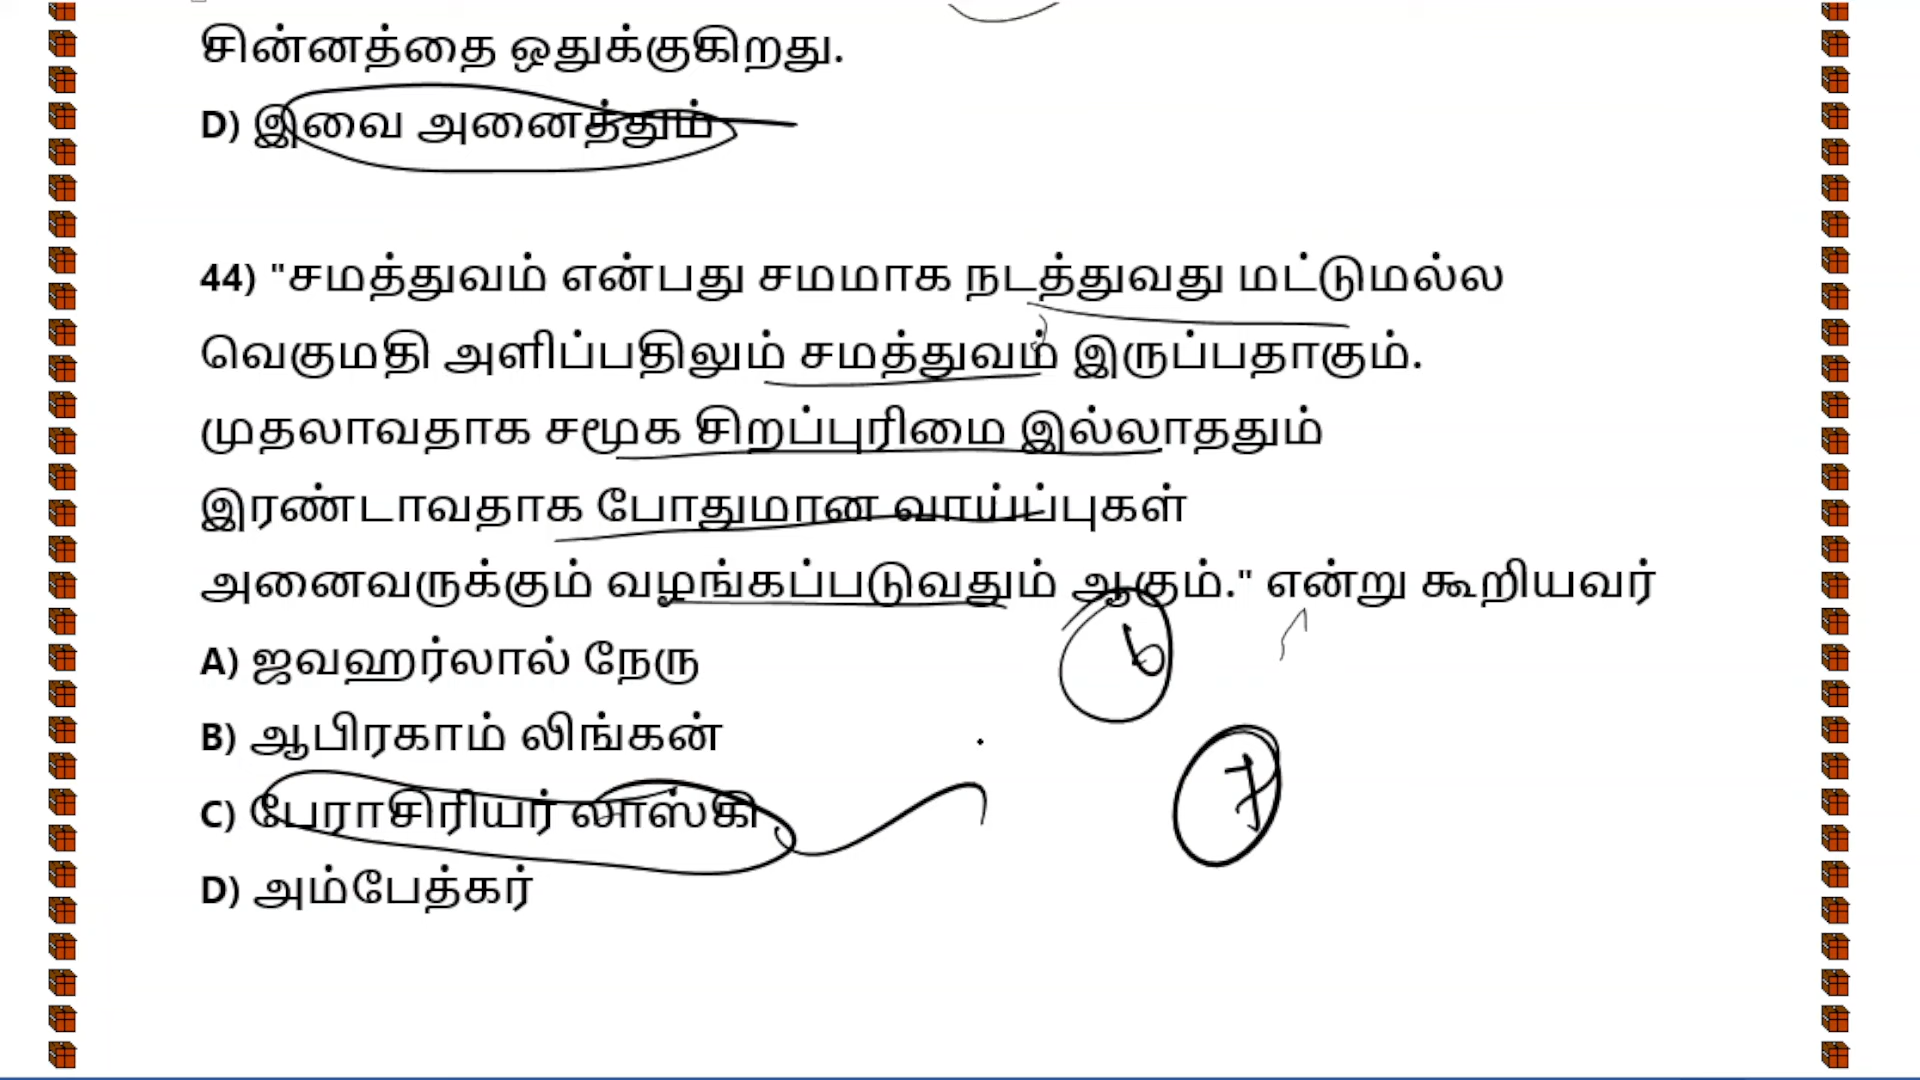 சின்னத்தை ஒதுக்குகிறது.
D) இவை அனைத்தும்
44) "சமத்துவம் என்பது சமமாக நடத்துவது மட்டுமல்ல
வெகுமதி அளிப்பதிலும் சமத்துவம் இருப்பதாகும்.
முதலாவதாக சமூக சிறப்புரிமை இல்லாததும்
இரண்டாவதாக போதுமான வாய்ப்புகள்
அனைவருக்கும் வழங்கப்படுவதும் ஆகும்." என்று கூறியவர்
A) ஜவஹர்லால் நேரு
6
B) ஆபிரகாம் லிங்கன்
7
C) பேராசிரியர் லாஸ்கி
D) அம்பேத்கர்